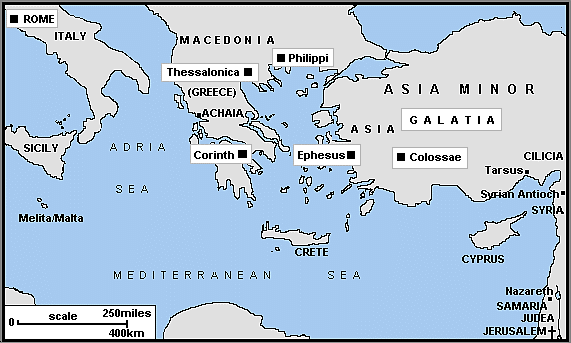 ROME
ITALY
MACEDONIA
Philippi
Thessalonica
(GREECE)
ASIA MINOR
ACHAIA
GALATIA
ASIA
SICILY
ADRIA
SEA
Corinth
Ephesus
Colossae
CILICIA
Tarsus
Syrian Antioch
SYRIA
Melita/Malta
CRETE
CYPRUS
MEDITERRANEAN SEA
Nazareth
SAMARIA
JUDEA
JERUSALEM
scale 250miles
0
400km